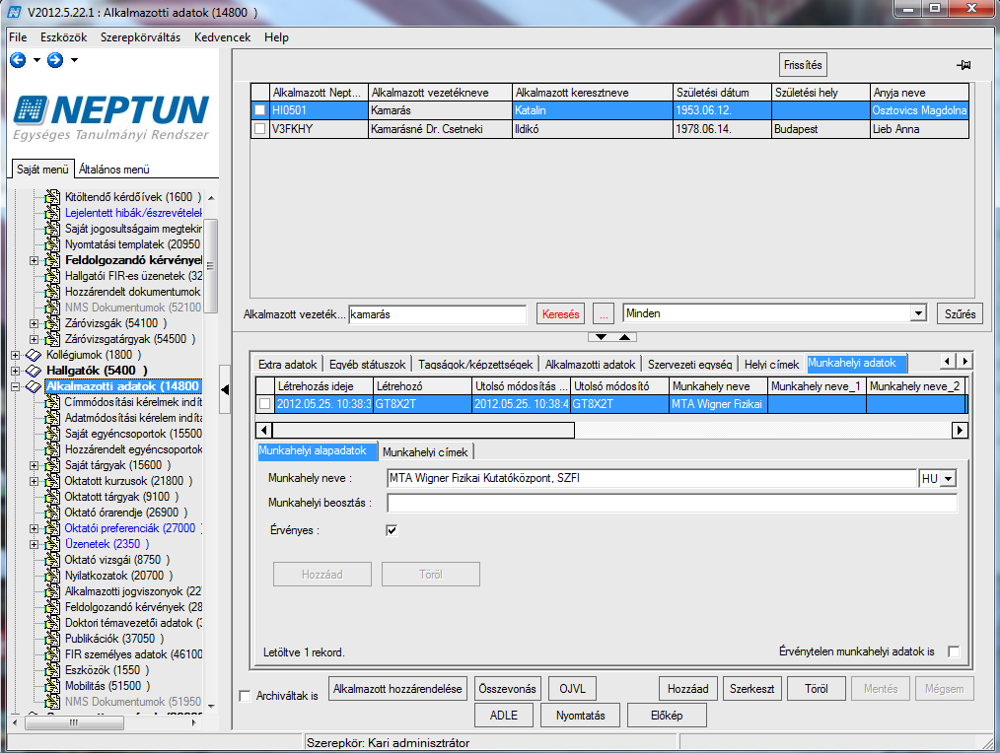 V2012.5.22.1 : Alkalmazotti adatok (14800 )
File Eszközök Szerepkörváltás Kedvencek Help
NEPTUN
Egységes Tanulmányi Rendszer
Saját menü Általános menü
Kitöltendő kérdőívek (1600 )
Lejelentett hibák/észrevételek
Saját jogosultságaim megtekin
Nyomtatási templatek (20950
Feldolgozandó kérvények
Hallgatói FIR-es üzenetek (32
Hozzárendelt dokumentumok
NMS Dokumentumok (52100
Záróvizsgák (54100 )
Záróvizsgatárgyak (54500 )
Kollégiumok (1800 )
Hallgatók (5400 )
Alkalmazotti adatok (14800
Címmódosítási kérelmek indít
Adatmódosítási kérelem indíta
Saját egyéncsoportok (15500
Hozzárendelt egyéncsoportok
Saját tárgyak (15600 )
Oktatott kurzusok (21800 )
Oktatott tárgyak (9100 )
Oktató órarendje (26900 )
Oktatói preferenciák (27000 )
Üzenetek (2350 )
Oktató vizsgái (8750 )
Nyilatkozatok (20700 )
Alkalmazotti jogviszonyok (22
Feldolgozandó kérvények (28
Doktori témavezetői adatok (3
Publikációk (37050 )
FIR személyes adatok (46100
Eszközök (1550 )
Mobilitás (51500 )
NMS Dokumentumok (51950
Frissítés
Alkalmazott Nept... Alkalmazott vezetékneve Alkalmazott keresztneve Születési dátum Születési hely Anyja neve
HI0501 Kamarás Katalin 1953.06.12. Osztovics Magdolna
V3FKHY Kamarásné Dr. Csetneki Ildikó 1978.06.14. Budapest Lieb Anna
Alkalmazott vezeték... kamarás Keresés ... Minden Szűrés
Extra adatok Egyéb státuszok Tagságok/képzettségek Alkalmazotti adatok Szervezeti egység Helyi címek Munkahelyi adatok
Létrehozás ideje Létrehozó Utolsó módosítás ... Utolsó módosító Munkahely neve Munkahely neve_1 Munkahely neve_2
2012.05.25. 10:38:3 GT8X2T 2012.05.25. 10:38:4 GT8X2T MTA Wigner Fizikai
Munkahelyi alapadatok Munkahelyi címek
Munkahely neve : MTA Wigner Fizikai Kutatóközpont, SZFI HU
Munkahelyi beosztás :
Érvényes :
Hozzáad Töröl
Letöltve 1 rekord. Érvénytelen munkahelyi adatok is
Archiváltak is Alkalmazott hozzárendelése Összevonás OJVL Hozzáad Szerkeszt Töröl Mentés Mégsem
ADLE Nyomtatás Előkép
Szerepkör: Kari adminisztrátor